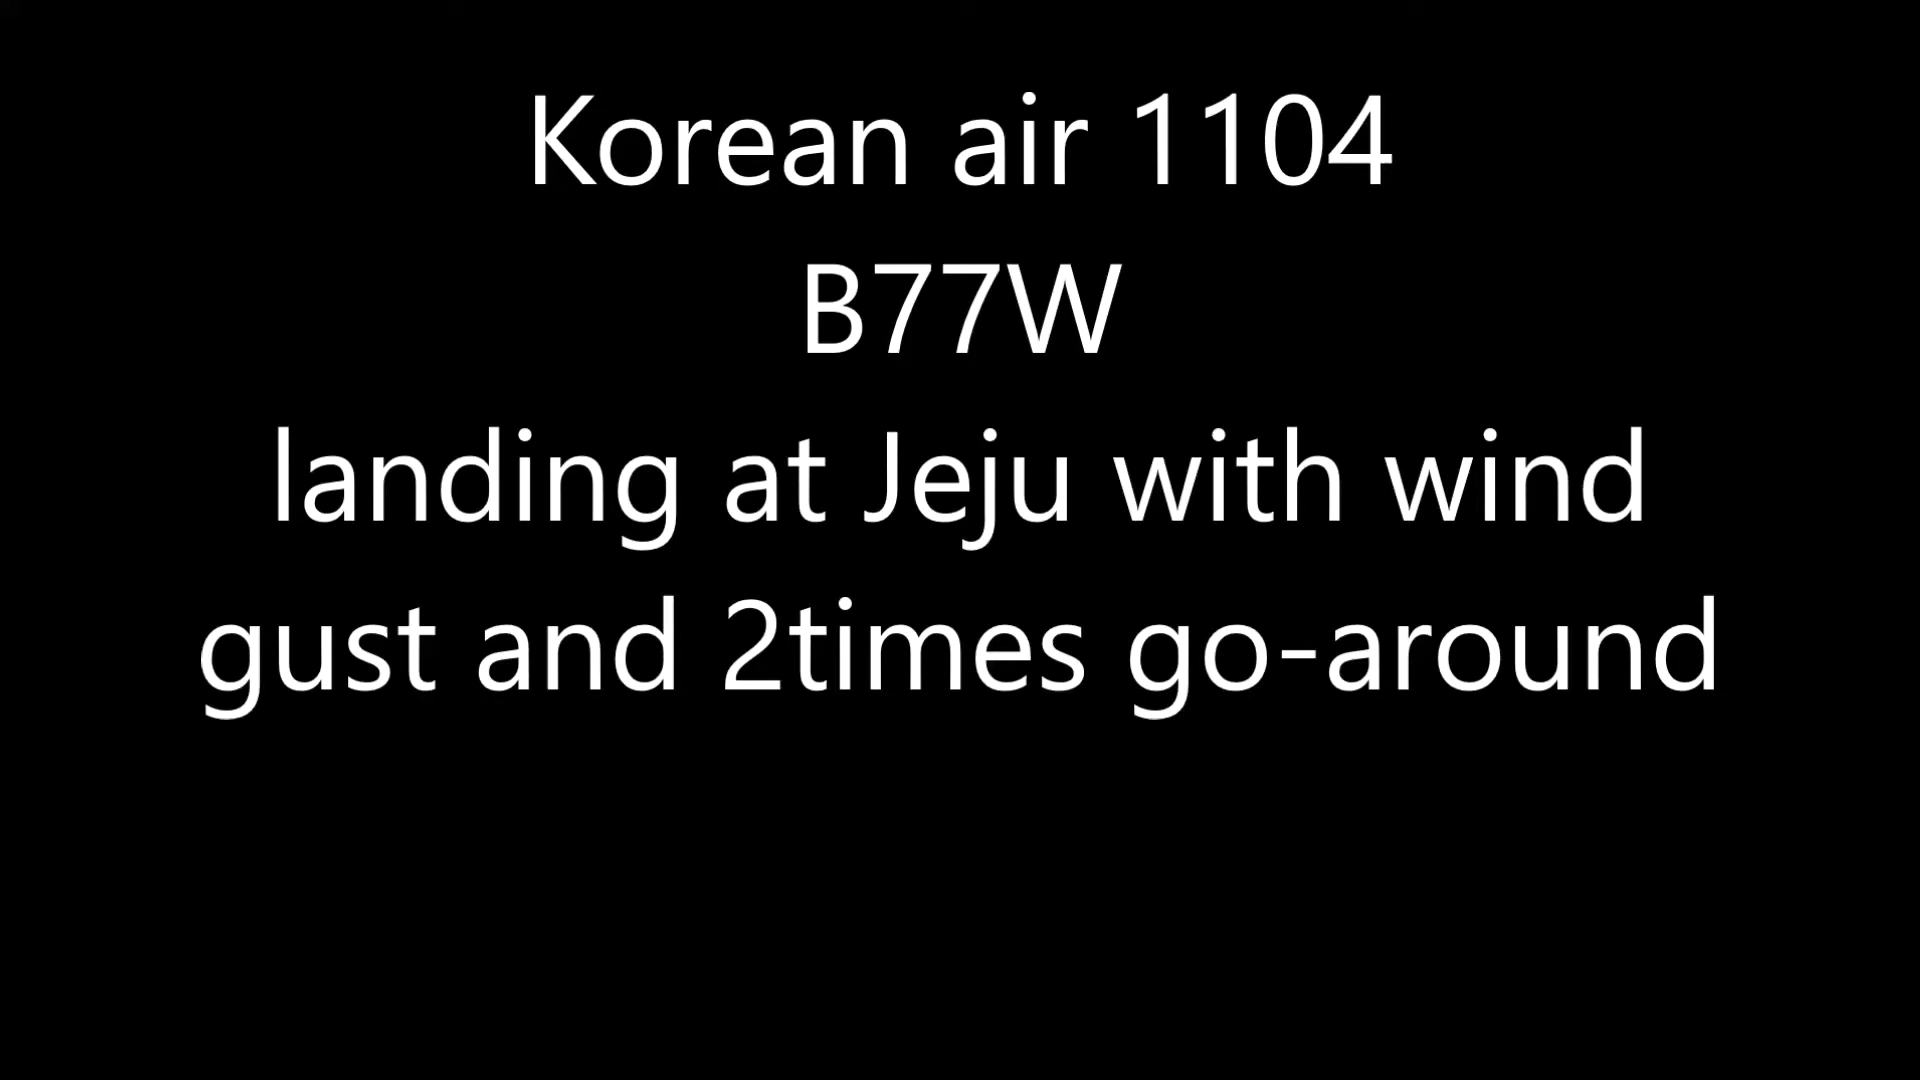 Korean air 1104
B77W
landing at Jeju with wind
gust and 2times go-around